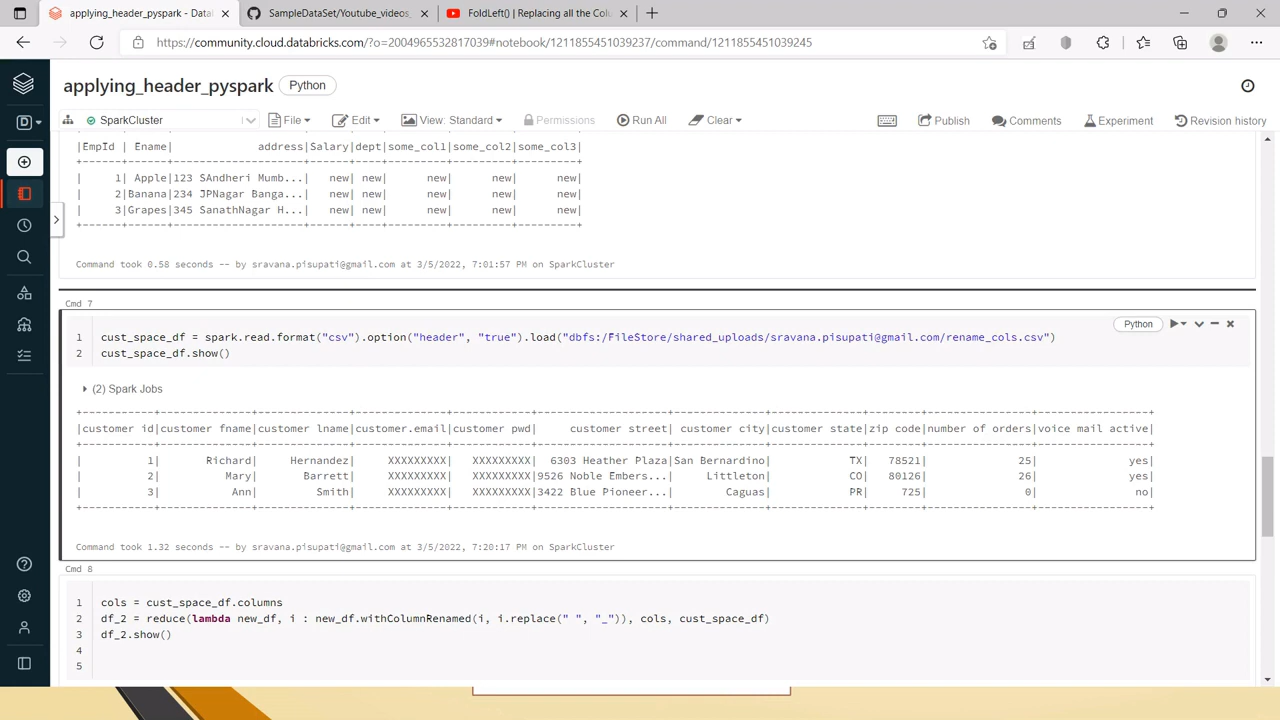 applying_header_pyspark - Data
SampleDataSet/Youtube_videos_
FoldLeft() | Replacing all the Colu
https://community.cloud.databricks.com/?o=2004965532817039#notebook/1211855451039237/command/1211855451039245
applying_header_pyspark Python
SparkCluster File Edit View: Standard Permissions Run All Clear Publish Comments Experiment Revision history
|EmpId | Ename| address|Salary|dept|some_col1|some_col2|some_col3|
+------+------+--------------------+------+----+---------+---------+---------+
| 1| Apple|123 SAndheri Mumb...| new| new| new| new| new|
| 2|Banana|234 JPNagar Banga...| new| new| new| new| new|
| 3|Grapes|345 SanathNagar H...| new| new| new| new| new|
+------+------+--------------------+------+----+---------+---------+---------+
Command took 0.58 seconds -- by sravana.pisupati@gmail.com at 3/5/2022, 7:01:57 PM on SparkCluster
Cmd 7
Python
1 cust_space_df = spark.read.format("csv").option("header", "true").load("dbfs:/FileStore/shared_uploads/sravana.pisupati@gmail.com/rename_cols.csv")
2 cust_space_df.show()
(2) Spark Jobs
+-----------+--------------+--------------+--------------+------------+--------------------+--------------+--------------+--------+----------------+-----------------+
|customer id|customer fname|customer lname|customer.email|customer pwd| customer street| customer city|customer state|zip code|number of orders|voice mail active|
+-----------+--------------+--------------+--------------+------------+--------------------+--------------+--------------+--------+----------------+-----------------+
| 1| Richard| Hernandez| XXXXXXXXX| XXXXXXXXX| 6303 Heather Plaza|San Bernardino| TX| 78521| 25| yes|
| 2| Mary| Barrett| XXXXXXXXX| XXXXXXXXX|9526 Noble Embers...| Littleton| CO| 80126| 26| yes|
| 3| Ann| Smith| XXXXXXXXX| XXXXXXXXX|3422 Blue Pioneer...| Caguas| PR| 725| 0| no|
+-----------+--------------+--------------+--------------+------------+--------------------+--------------+--------------+--------+----------------+-----------------+
Command took 1.32 seconds -- by sravana.pisupati@gmail.com at 3/5/2022, 7:20:17 PM on SparkCluster
Cmd 8
1 cols = cust_space_df.columns
2 df_2 = reduce(lambda new_df, i : new_df.withColumnRenamed(i, i.replace(" ", "_")), cols, cust_space_df)
3 df_2.show()
4
5